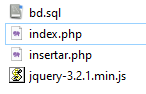 bd.sql
index.php
insertar.php
jquery-3.2.1.min.js